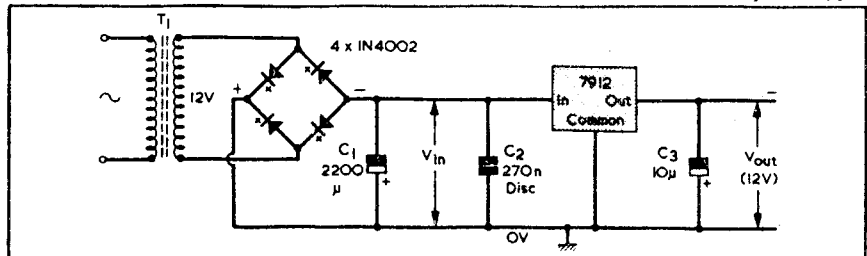 T1
4 x IN4002
12V
+
−
C1
2200
μ
+
Vin
C2
270n
Disc
7912
In Out
Common
C3
10μ
+
−
Vout
(12V)
0V